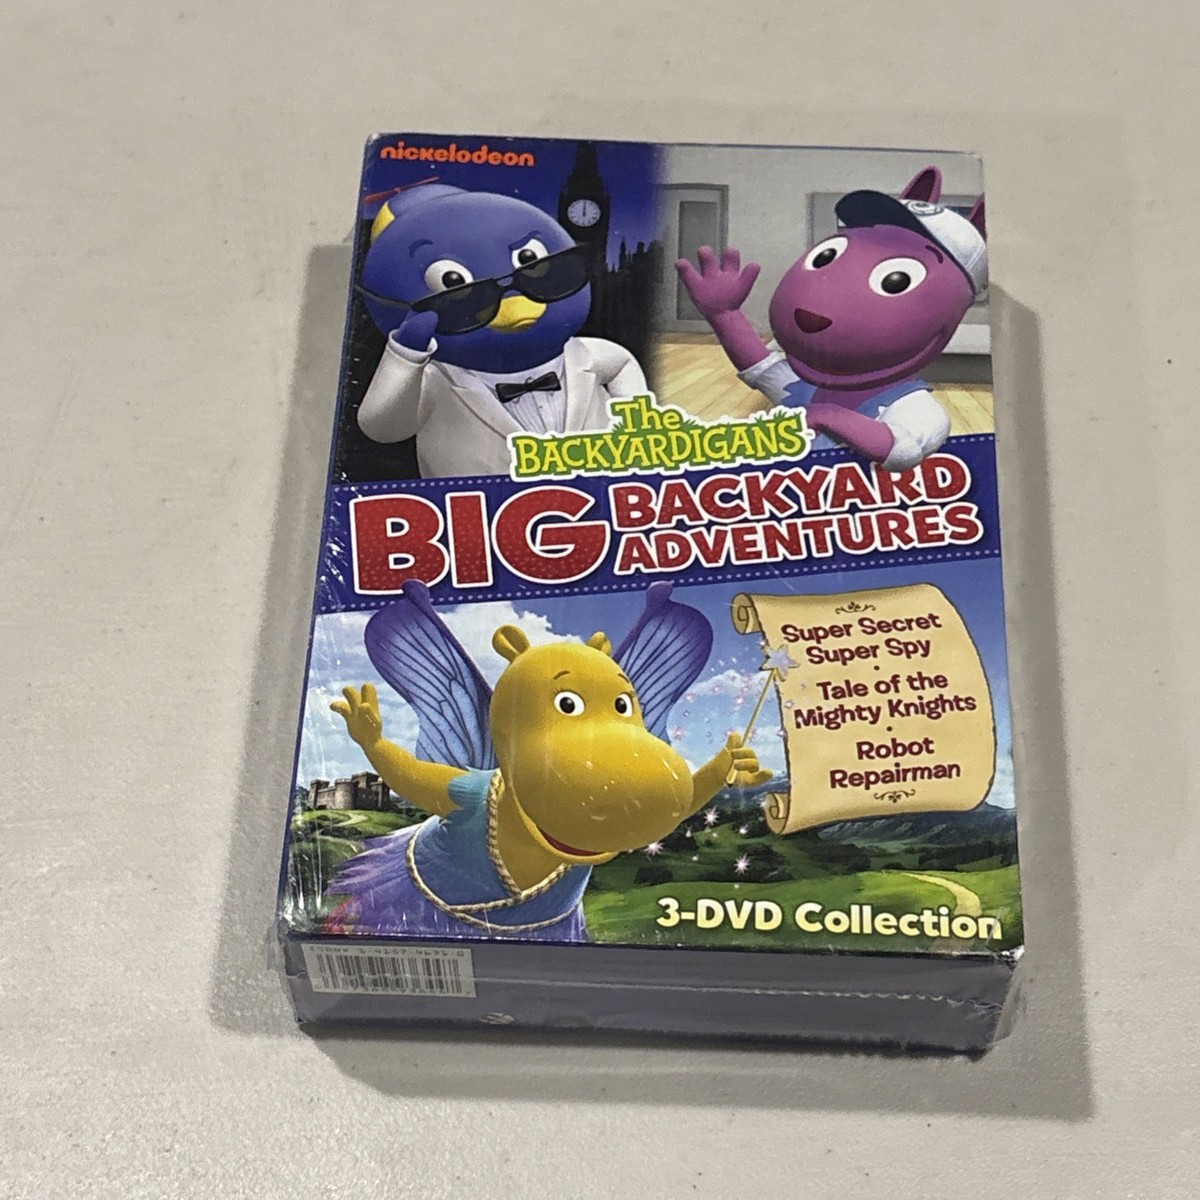 nickelodeon
The
BACKYARDIGANS
BIG BACKYARD
ADVENTURES
Super Secret
Super Spy
•
Tale of the
Mighty Knights
•
Robot
Repairman
3-DVD Collection